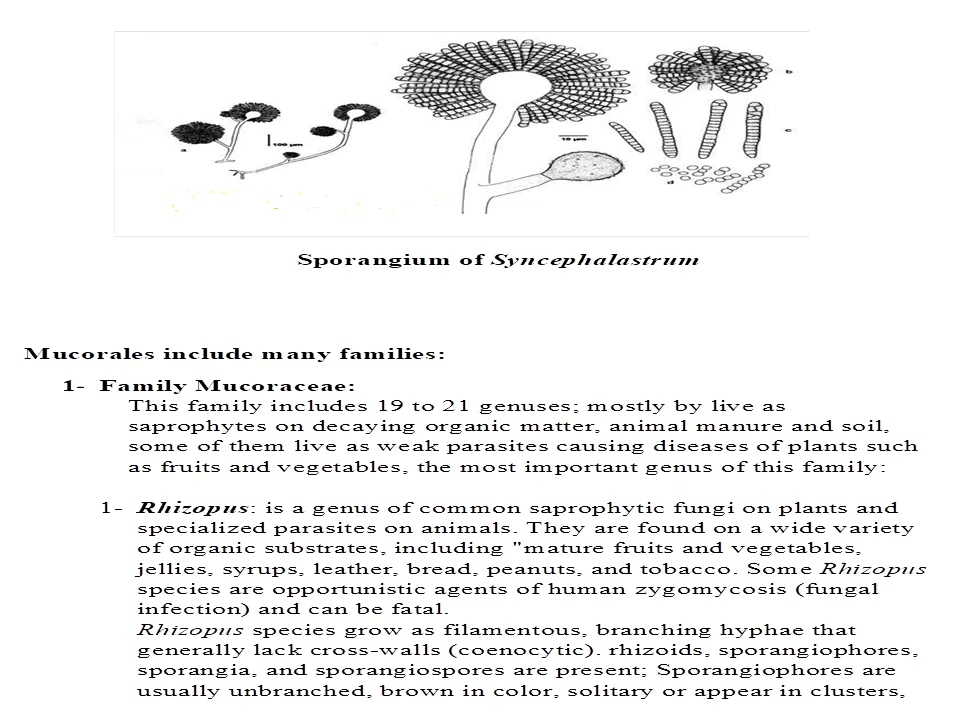 a
100 µm
10 µm
b
c
d
Sporangium of Syncephalastrum
Mucorales include many families:
1- Family Mucoraceae:
This family includes 19 to 21 genuses; mostly by live as
saprophytes on decaying organic matter, animal manure and soil,
some of them live as weak parasites causing diseases of plants such
as fruits and vegetables, the most important genus of this family:
1- Rhizopus: is a genus of common saprophytic fungi on plants and
specialized parasites on animals. They are found on a wide variety
of organic substrates, including "mature fruits and vegetables,
jellies, syrups, leather, bread, peanuts, and tobacco. Some Rhizopus
species are opportunistic agents of human zygomycosis (fungal
infection) and can be fatal.
Rhizopus species grow as filamentous, branching hyphae that
generally lack cross-walls (coenocytic). rhizoids, sporangiophores,
sporangia, and sporangiospores are present; Sporangiophores are
usually unbranched, brown in color, solitary or appear in clusters,